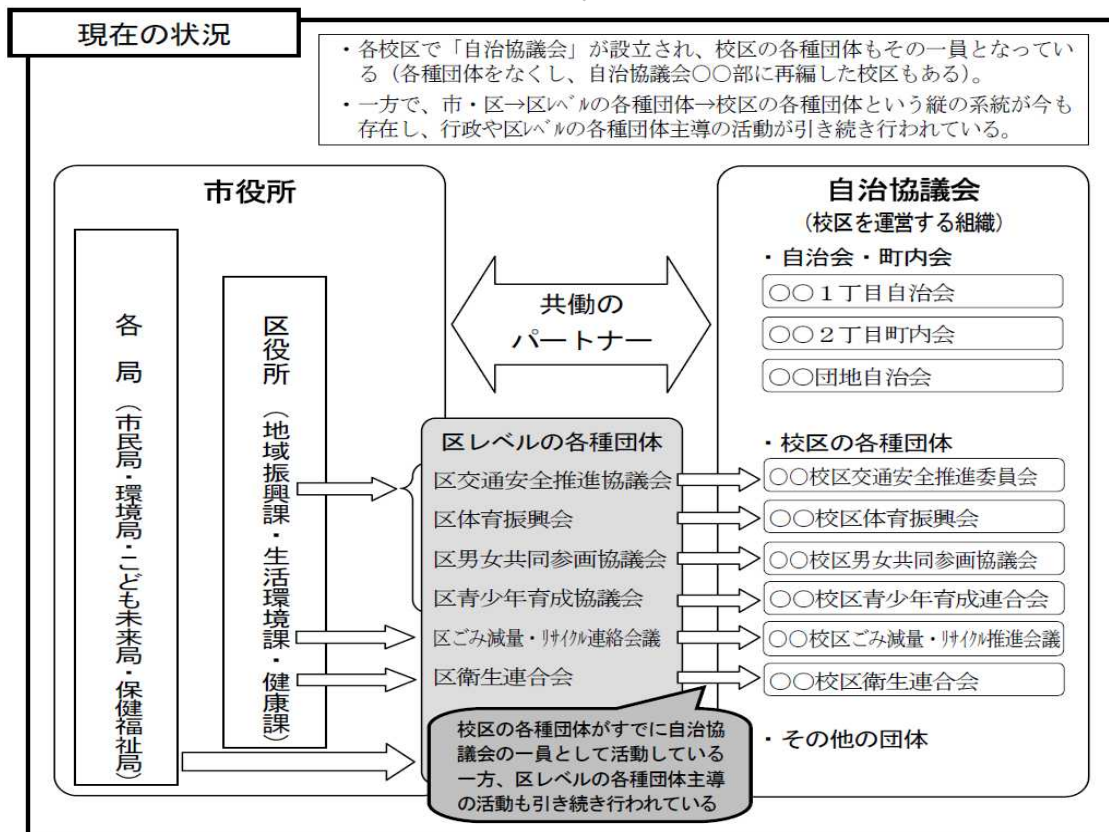 現在の状況
・各校区で「自治協議会」が設立され、校区の各種団体もその一員となってい
る（各種団体をなくし、自治協議会〇〇部に再編した校区もある）。
・一方で、市・区→区ﾚﾍﾞﾙの各種団体→校区の各種団体という縦の系統が今も
存在し、行政や区ﾚﾍﾞﾙの各種団体主導の活動が引き続き行われている。
市役所
各局（市民局・環境局・こども未来局・保健福祉局）
区役所（地域振興課・生活環境課・健康課）
共働の
パートナー
区レベルの各種団体
区交通安全推進協議会
区体育振興会
区男女共同参画協議会
区青少年育成協議会
区ごみ減量・ﾘｻｲｸﾙ連絡会議
区衛生連合会
校区の各種団体がすでに自治協
議会の一員として活動している
一方、区レベルの各種団体主導
の活動も引き続き行われている
自治協議会
（校区を運営する組織）
・自治会・町内会
〇〇１丁目自治会
〇〇２丁目町内会
〇〇団地自治会
・校区の各種団体
〇〇校区交通安全推進委員会
〇〇校区体育振興会
〇〇校区男女共同参画協議会
〇〇校区青少年育成連合会
〇〇校区ごみ減量・ﾘｻｲｸﾙ推進会議
〇〇校区衛生連合会
・その他の団体